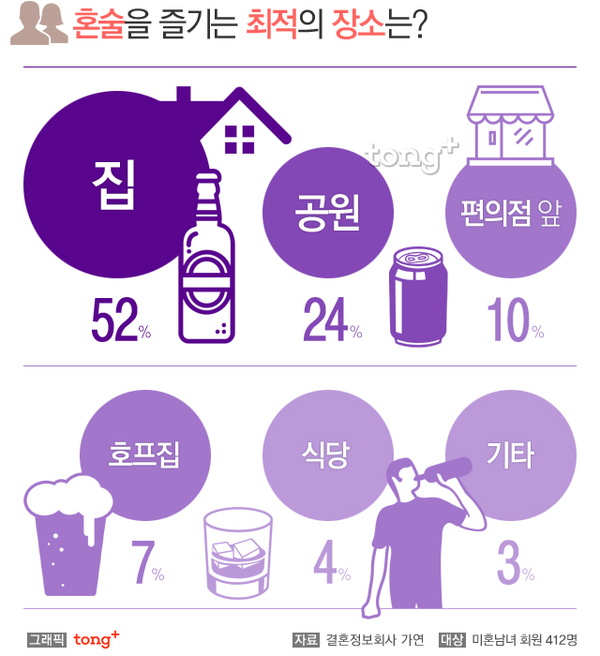 혼술을 즐기는 최적의 장소는?
tong+
집
공원
편의점 앞
52%
24%
10%
호프집
식당
기타
7%
4%
3%
그래픽 tong+
자료 결혼정보회사 가연 대상 미혼남녀 회원 412명